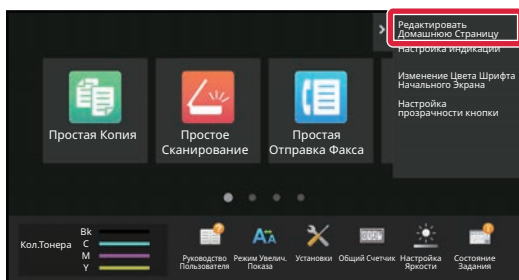 Редактировать
Домашнюю Страницу
Настройка индикации
Изменение Цвета Шрифта
Начального Экрана
Настройка
прозрачности кнопки
Простая Копия
Простое
Сканирование
Простая
Отправка Факса
Кол.Тонера
Bk
C
M
Y
Руководство
Пользователя
Режим Увелич.
Показа
Установки
Общий Счетчик
Настройка
Яркости
Состояние
Задания